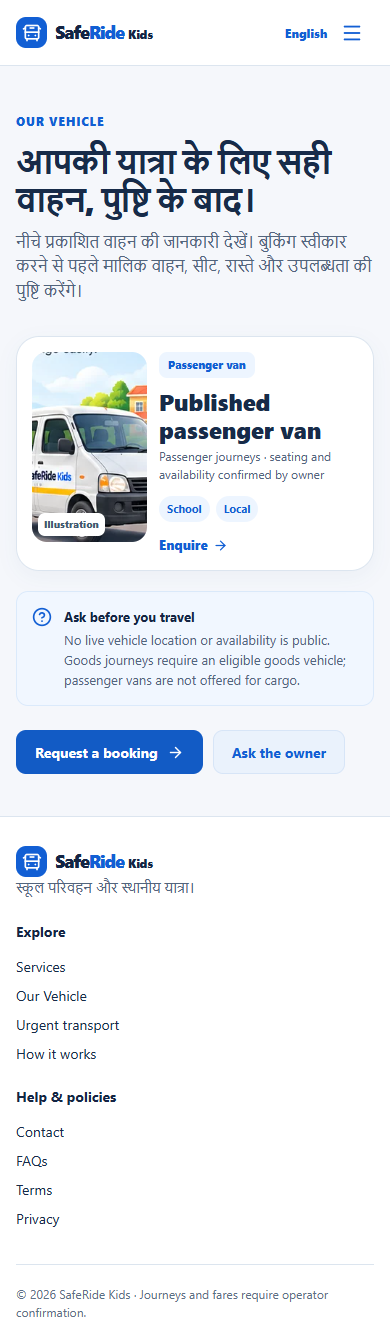 SafeRide Kids
English
OUR VEHICLE
आपकी यात्रा के लिए सही
वाहन, पुष्टि के बाद।
नीचे प्रकाशित वाहन की जानकारी देखें। बुकिंग स्वीकार
करने से पहले मालिक वाहन, सीट, रास्ते और उपलब्धता की
पुष्टि करेंगे।
afeRide Kids
Illustration
Passenger van
Published
passenger van
Passenger journeys · seating and
availability confirmed by owner
School Local
Enquire →
Ask before you travel
No live vehicle location or availability is public.
Goods journeys require an eligible goods vehicle;
passenger vans are not offered for cargo.
Request a booking → Ask the owner
SafeRide Kids
स्कूल परिवहन और स्थानीय यात्रा।
Explore
Services
Our Vehicle
Urgent transport
How it works
Help & policies
Contact
FAQs
Terms
Privacy
© 2026 SafeRide Kids · Journeys and fares require operator
confirmation.